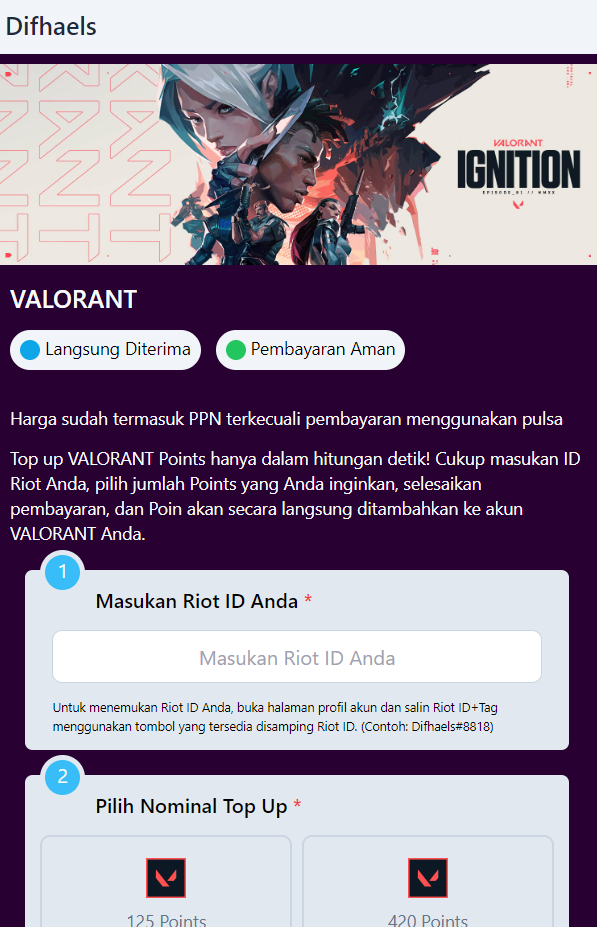 Difhaels
VALORANT
IGNITION
EPISODE_01 // MMXX
VALORANT
Langsung Diterima
Pembayaran Aman
Harga sudah termasuk PPN terkecuali pembayaran menggunakan pulsa
Top up VALORANT Points hanya dalam hitungan detik! Cukup masukan ID
Riot Anda, pilih jumlah Points yang Anda inginkan, selesaikan
pembayaran, dan Poin akan secara langsung ditambahkan ke akun
VALORANT Anda.
1
Masukan Riot ID Anda *
Masukan Riot ID Anda
Untuk menemukan Riot ID Anda, buka halaman profil akun dan salin Riot ID+Tag
menggunakan tombol yang tersedia disamping Riot ID. (Contoh: Difhaels#8818)
2
Pilih Nominal Top Up *
125 Points
420 Points